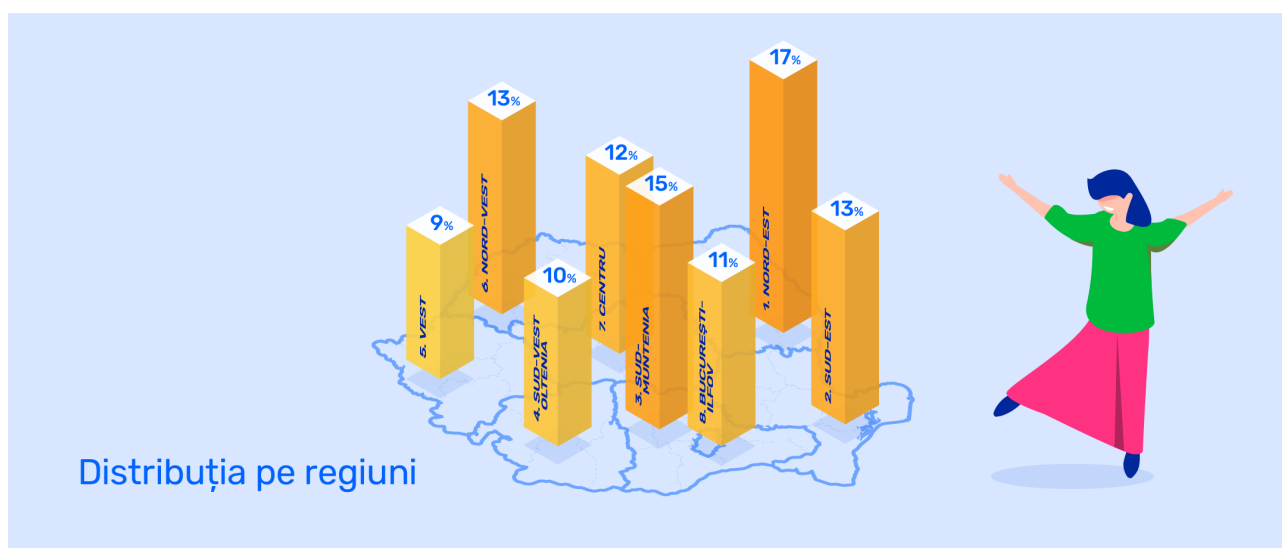 17%
13%
12%
15%
13%
9%
11%
10%
6. NORD-VEST
1. NORD-EST
7. CENTRU
5. VEST
3. SUD-
MUNTENIA
2. SUD-EST
4. SUD-VEST
OLTENIA
8. BUCUREȘTI-
ILFOV
Distribuția pe regiuni